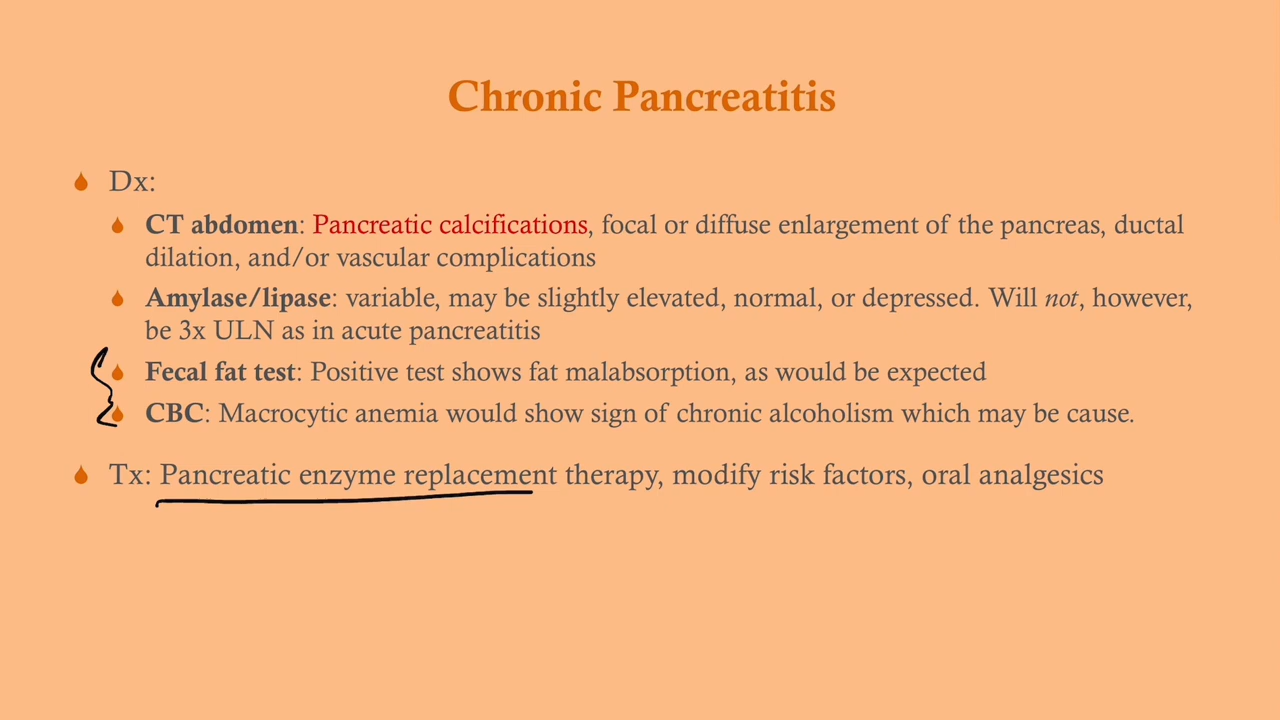 Chronic Pancreatitis
Dx:
CT abdomen: Pancreatic calcifications, focal or diffuse enlargement of the pancreas, ductal
dilation, and/or vascular complications
Amylase/lipase: variable, may be slightly elevated, normal, or depressed. Will not, however,
be 3x ULN as in acute pancreatitis
Fecal fat test: Positive test shows fat malabsorption, as would be expected
CBC: Macrocytic anemia would show sign of chronic alcoholism which may be cause.
Tx: Pancreatic enzyme replacement therapy, modify risk factors, oral analgesics